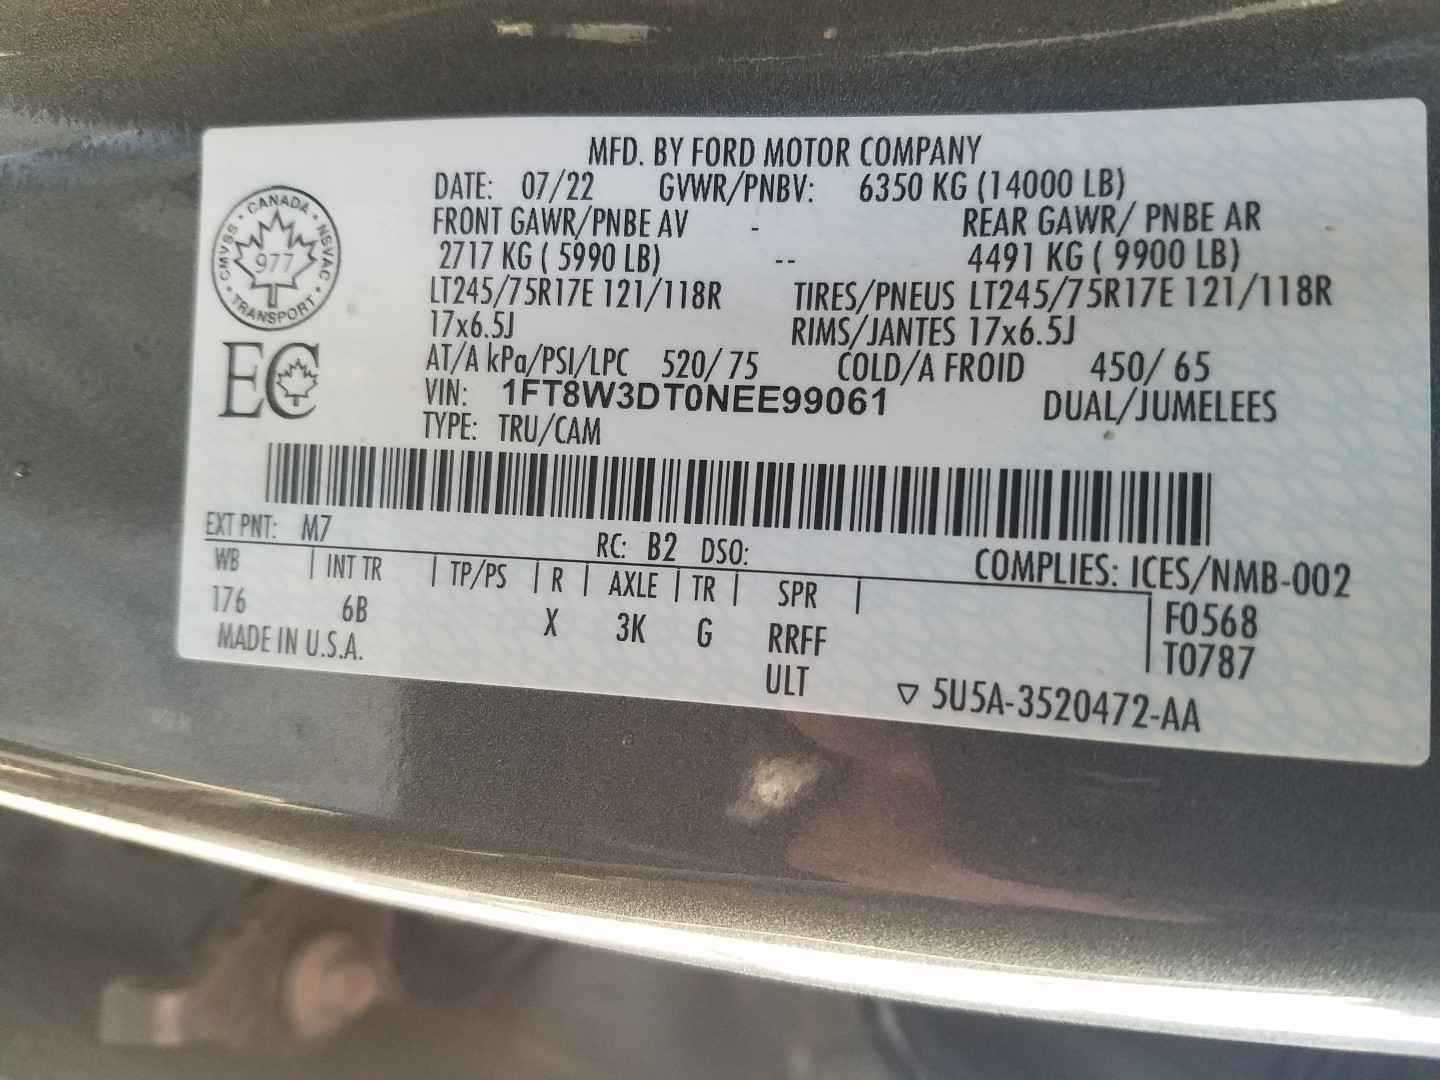 MFD. BY FORD MOTOR COMPANY
DATE: 07/22 GVWR/PNBV: 6350 KG (14000 LB)
FRONT GAWR/PNBE AV - REAR GAWR/ PNBE AR
2717 KG ( 5990 LB) -- 4491 KG ( 9900 LB)
LT245/75R17E 121/118R TIRES/PNEUS LT245/75R17E 121/118R
17x6.5J RIMS/JANTES 17x6.5J
AT/A kPa/PSI/LPC 520/ 75 COLD/A FROID 450/ 65
VIN: 1FT8W3DT0NEE99061 DUAL/JUMELEES
TYPE: TRU/CAM
CANADA
CMVSS NSVAC
977
TRANSPORT
EC
EXT PNT: M7 RC: B2 DSO: COMPLIES: ICES/NMB-002
WB | INT TR | TP/PS | R | AXLE | TR | SPR | F0568
176 6B X 3K G RRFF T0787
MADE IN U.S.A. ULT ▽ 5U5A-3520472-AA